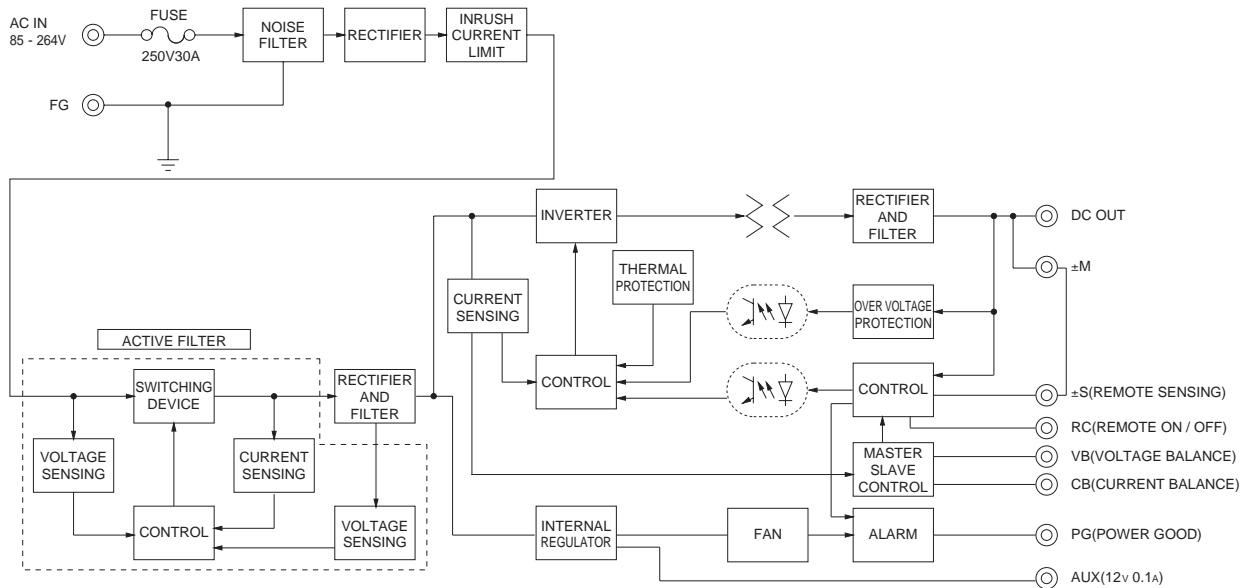 AC IN
85 - 264V
FUSE
250V30A
NOISE
FILTER
RECTIFIER
INRUSH
CURRENT
LIMIT
FG
INVERTER
RECTIFIER
AND
FILTER
DC OUT
±M
THERMAL
PROTECTION
CURRENT
SENSING
OVER VOLTAGE
PROTECTION
ACTIVE FILTER
SWITCHING
DEVICE
RECTIFIER
AND
FILTER
CONTROL
CONTROL
±S(REMOTE SENSING)
RC(REMOTE ON / OFF)
VOLTAGE
SENSING
CURRENT
SENSING
MASTER
SLAVE
CONTROL
VB(VOLTAGE BALANCE)
CB(CURRENT BALANCE)
CONTROL
VOLTAGE
SENSING
INTERNAL
REGULATOR
FAN
ALARM
PG(POWER GOOD)
AUX(12V 0.1A)